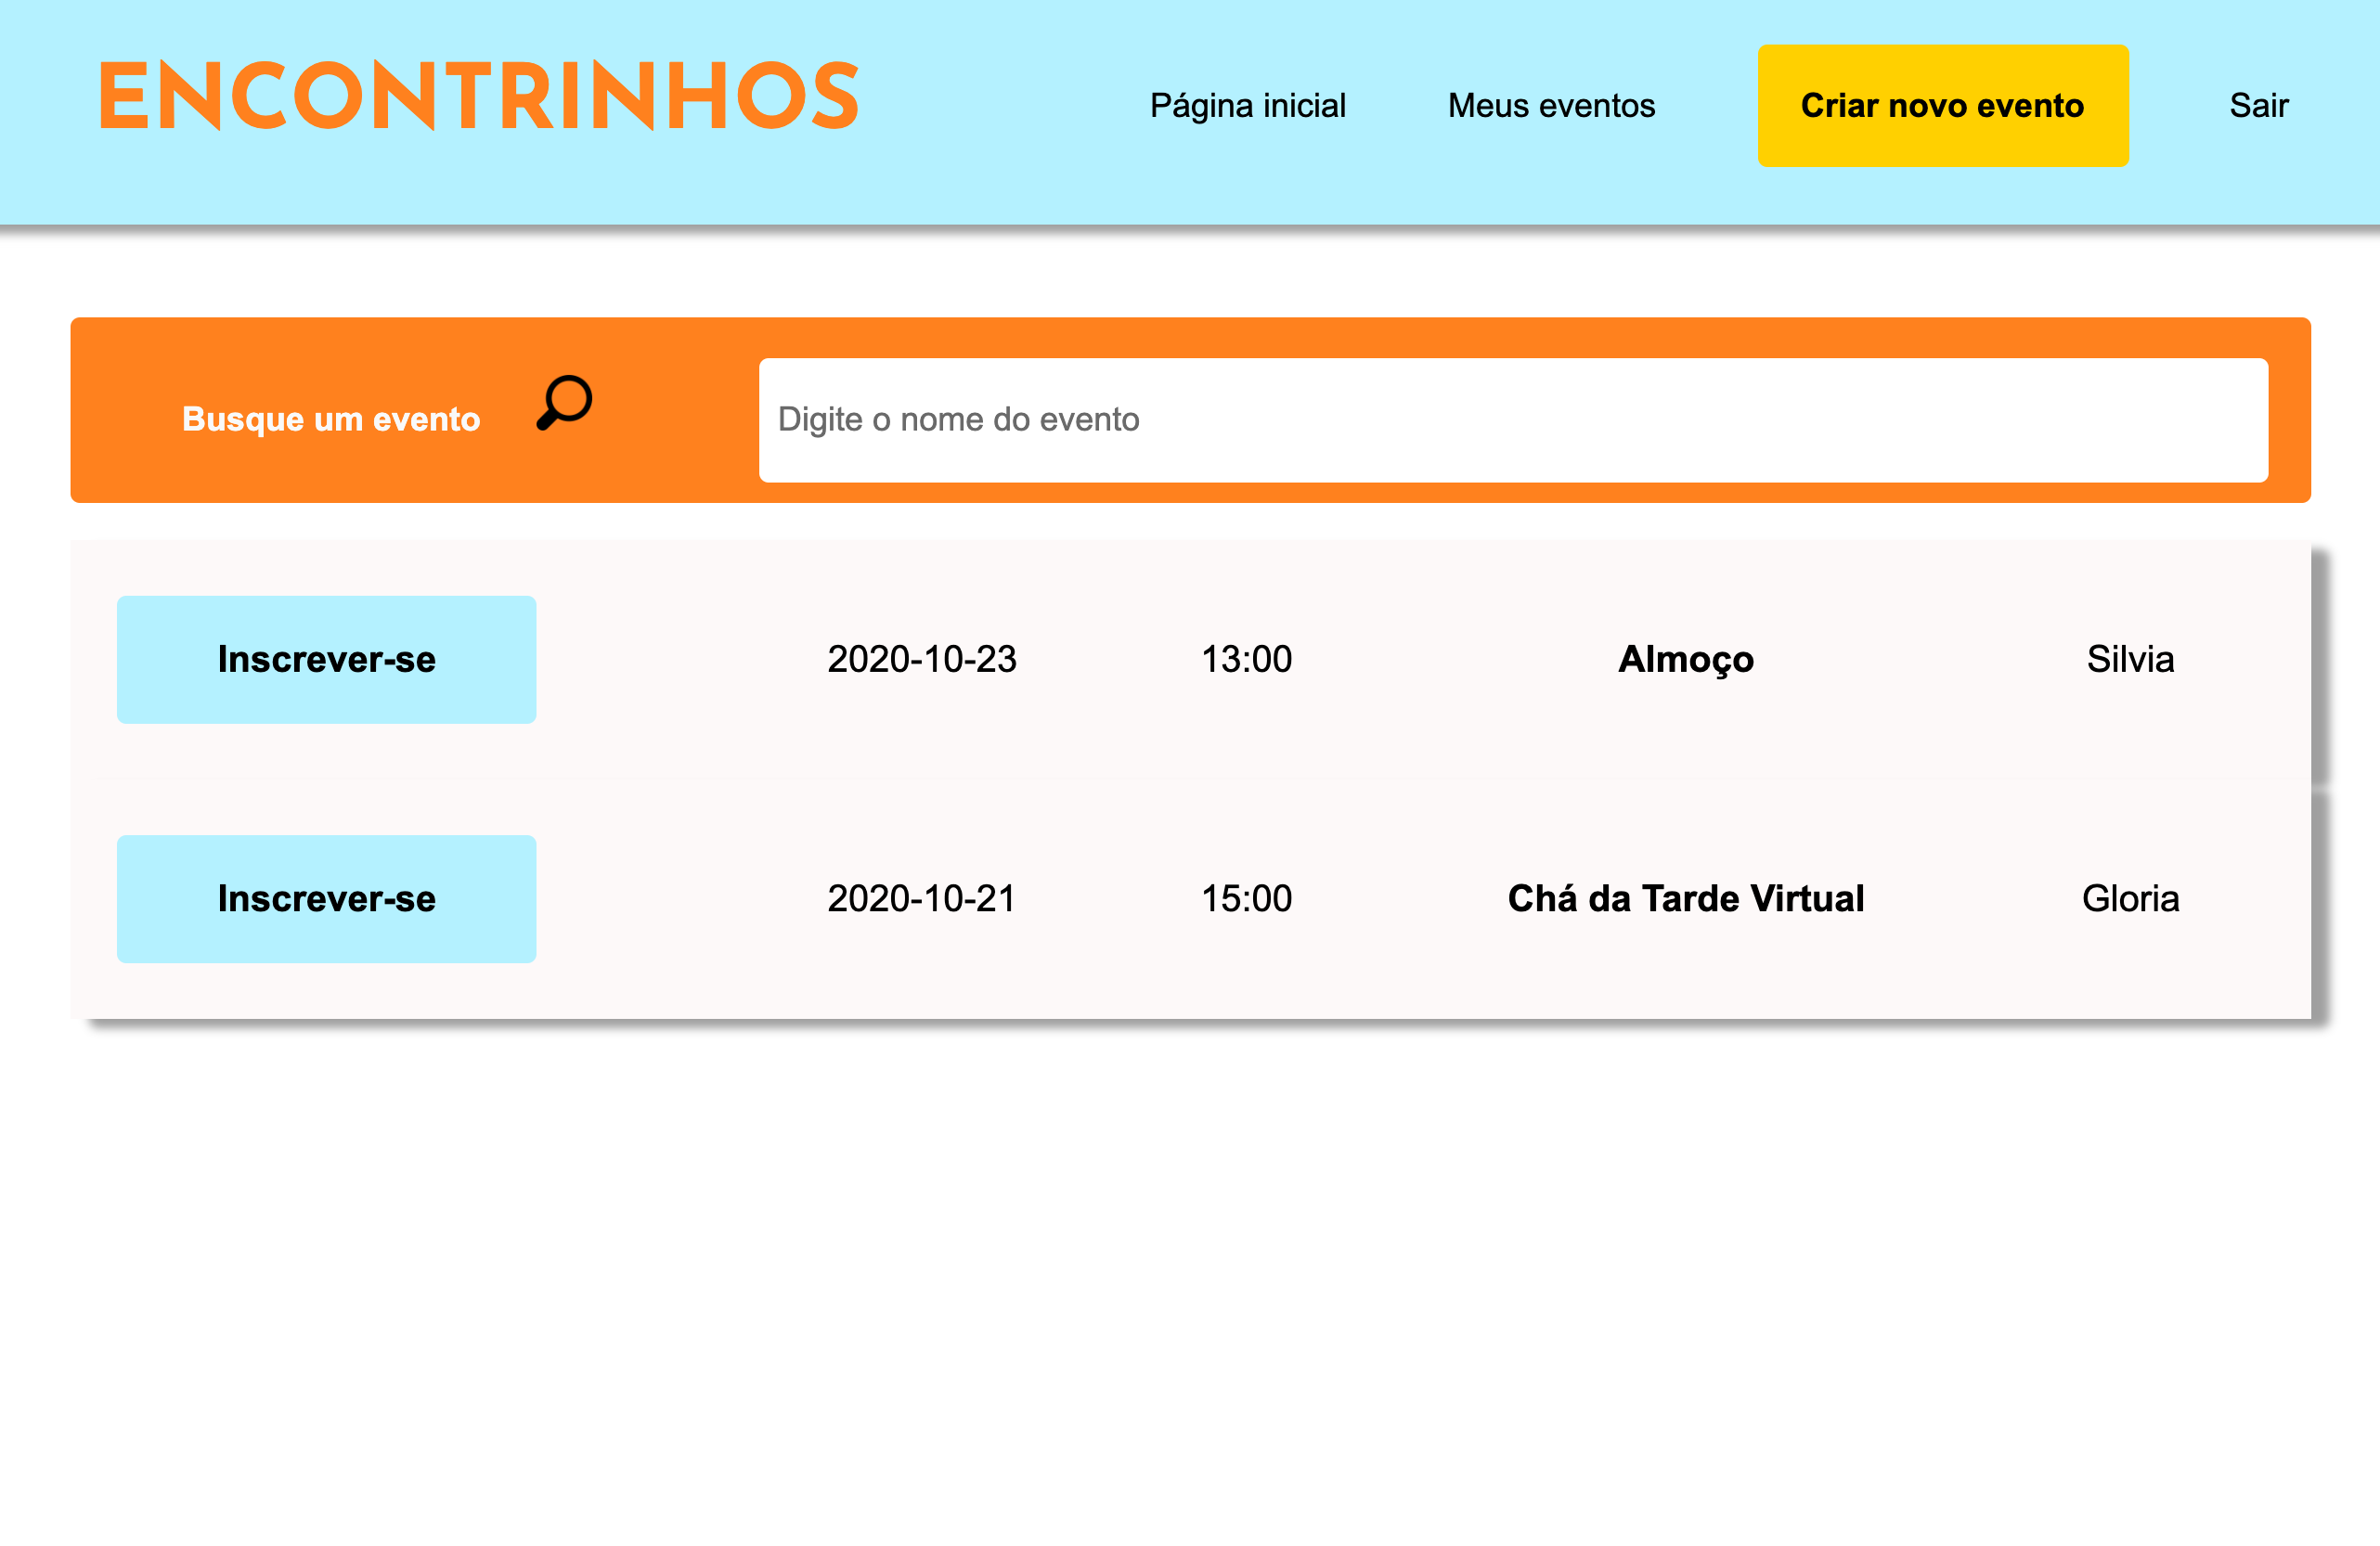 ENCONTRINHOS
Página inicial Meus eventos Criar novo evento Sair
Busque um evento Digite o nome do evento
Inscrever-se 2020-10-23 13:00 Almoço Silvia
Inscrever-se 2020-10-21 15:00 Chá da Tarde Virtual Gloria